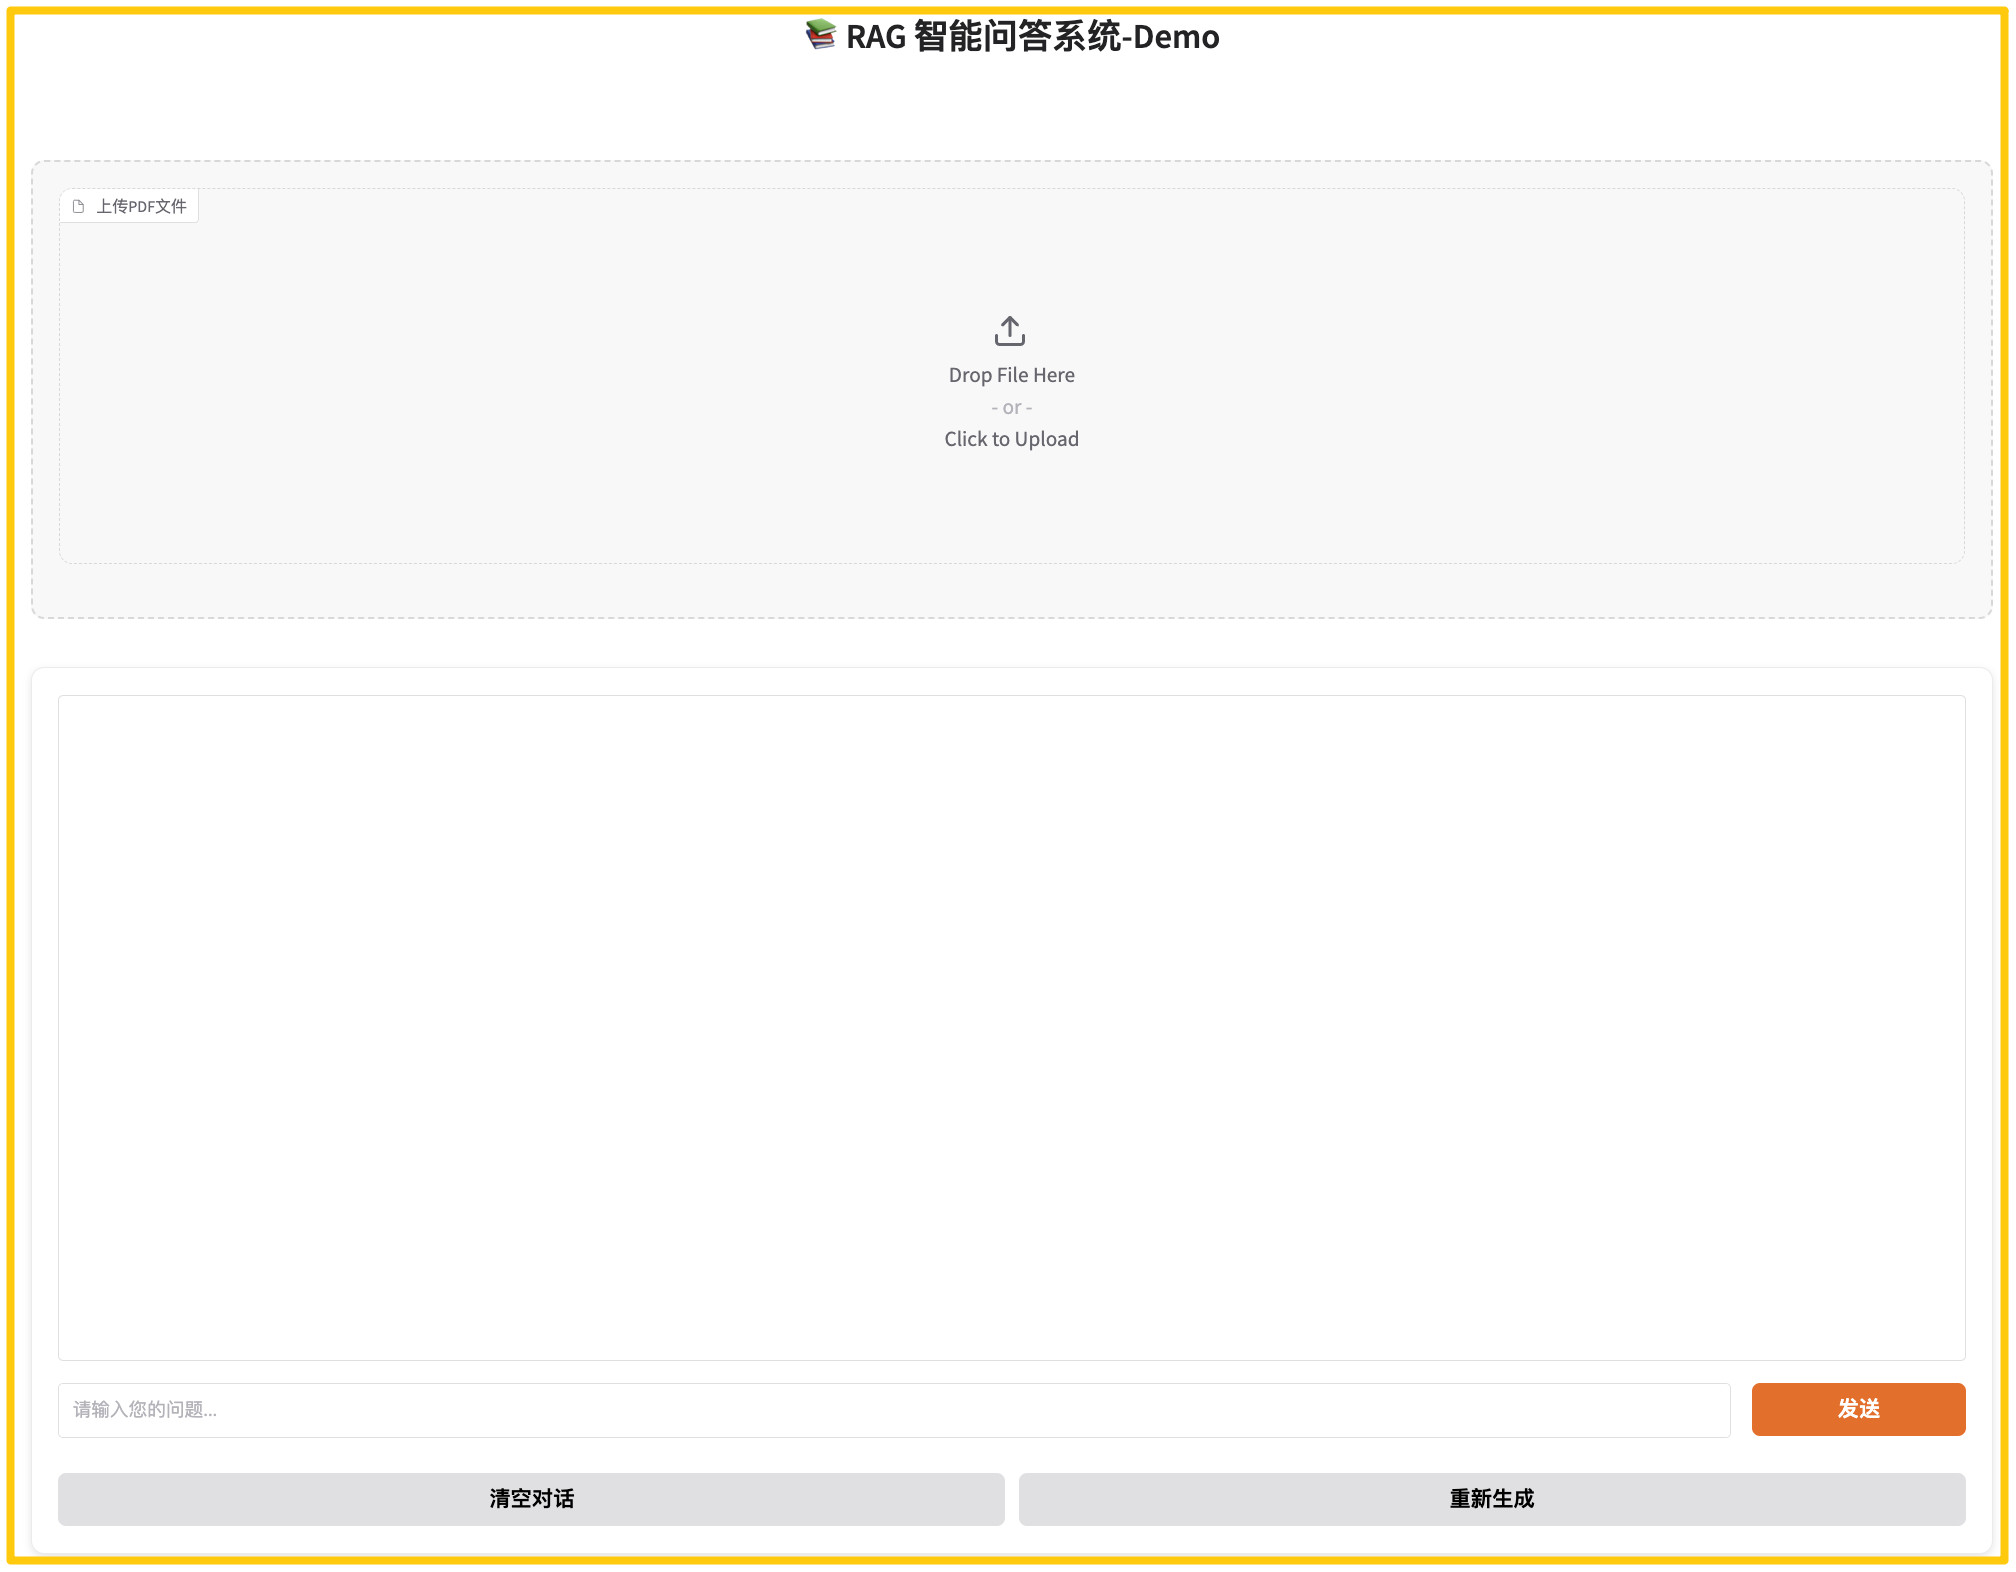 📚 RAG 智能问答系统-Demo
上传PDF文件
Drop File Here
- or -
Click to Upload
请输入您的问题...
发送
清空对话
重新生成